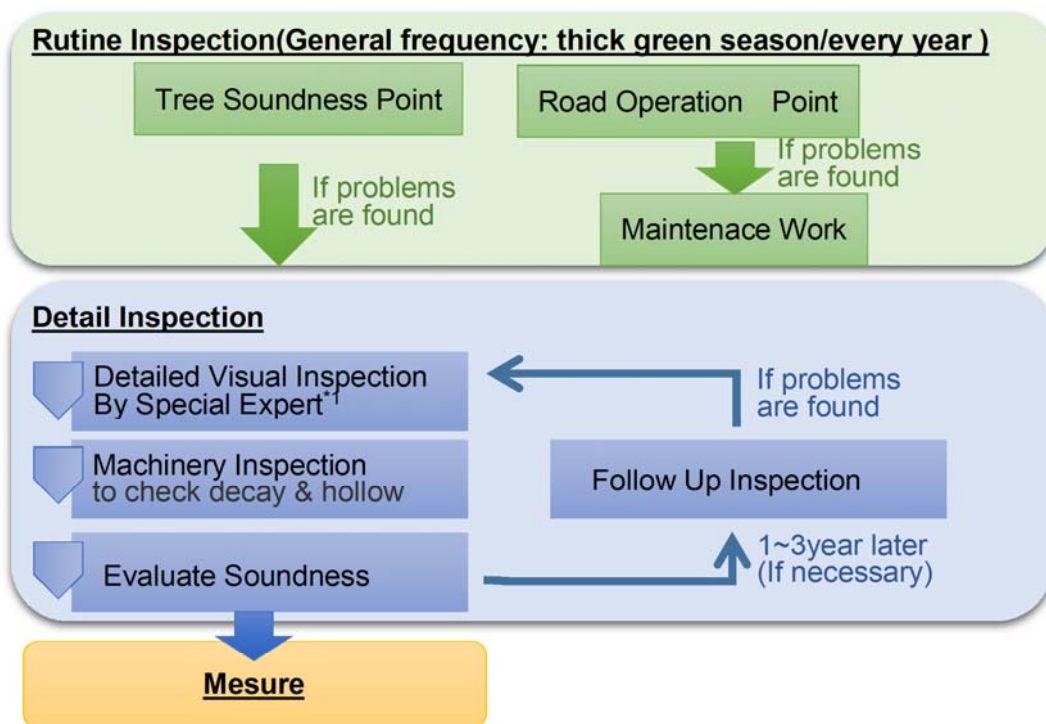 Rutine Inspection(General frequency: thick green season/every year )
Tree Soundness Point
Road Operation Point
If problems
are found
If problems
are found
Maintenace Work
Detail Inspection
Detailed Visual Inspection
By Special Expert*1
Machinery Inspection
to check decay & hollow
Evaluate Soundness
If problems
are found
Follow Up Inspection
1~3year later
(If necessary)
Mesure